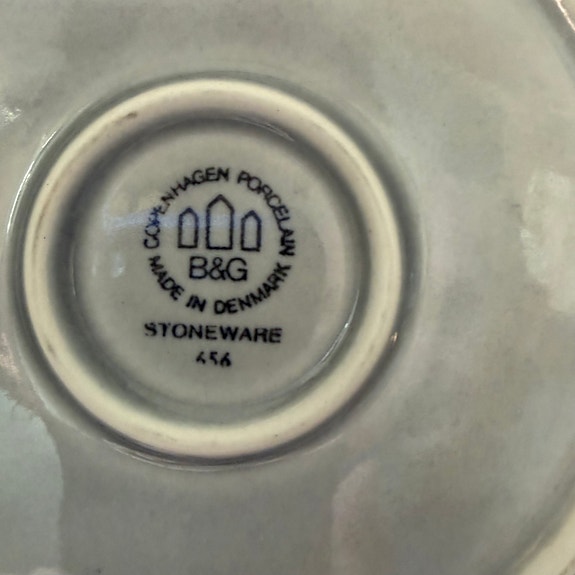 COPENHAGEN PORCELAIN
B&G
MADE IN DENMARK
STONEWARE
656